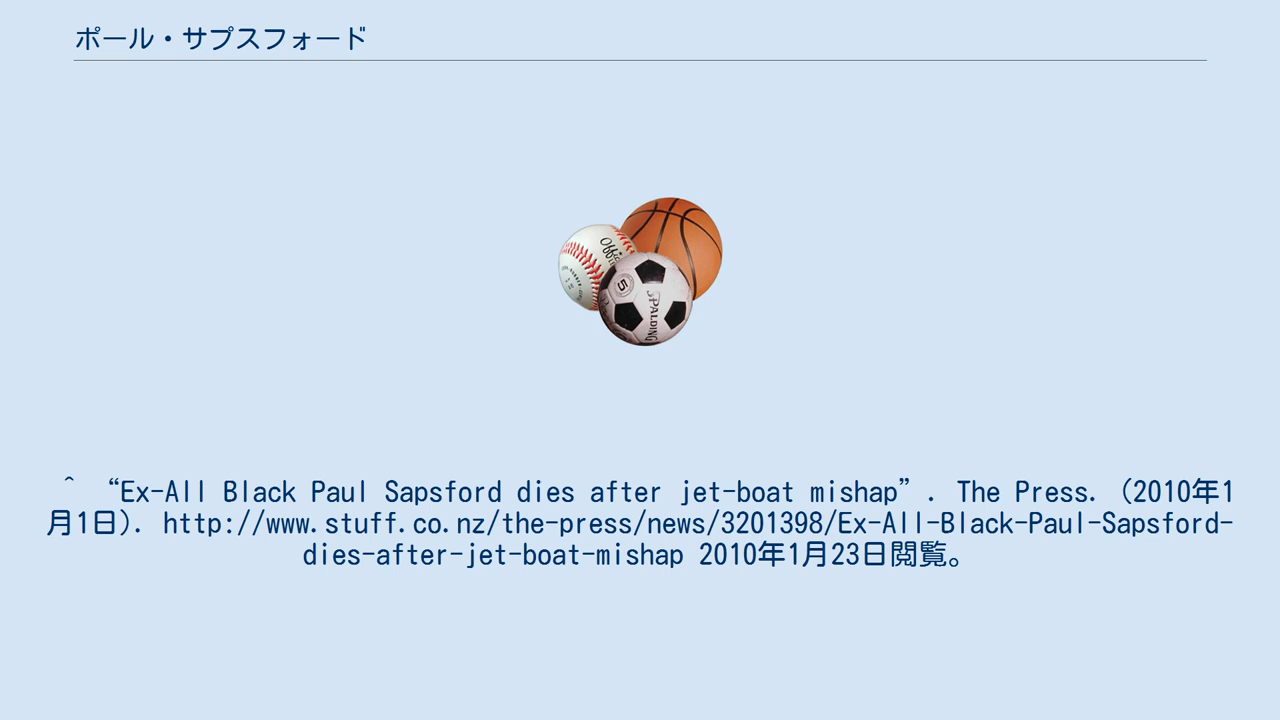 ポール・サプスフォード
Offic
5
SPALDING
^ “Ex-All Black Paul Sapsford dies after jet-boat mishap”. The Press. (2010年1
月1日). http://www.stuff.co.nz/the-press/news/3201398/Ex-All-Black-Paul-Sapsford-
dies-after-jet-boat-mishap 2010年1月23日閲覧。